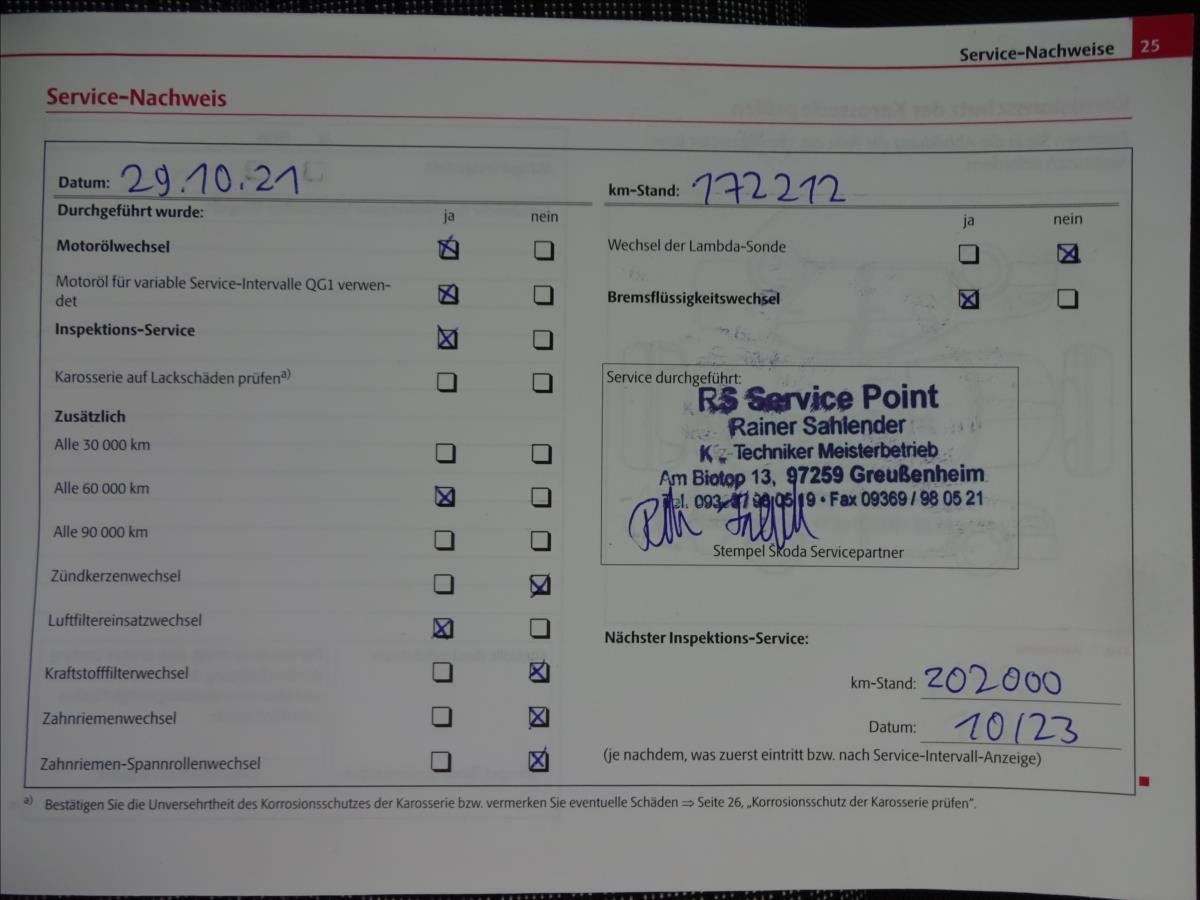 Service-Nachweise 25
Service-Nachweis
Datum: 29.10.21
Durchgeführt wurde: ja nein
Motorölwechsel
Motoröl für variable Service-Intervalle QG1 verwen-
det
Inspektions-Service
Karosserie auf Lackschäden prüfen a)
Zusätzlich
Alle 30 000 km
Alle 60 000 km
Alle 90 000 km
Zündkerzenwechsel
Luftfiltereinsatzwechsel
Kraftstofffilterwechsel
Zahnriemenwechsel
Zahnriemen-Spannrollenwechsel
km-Stand: 172212
ja nein
Wechsel der Lambda-Sonde
Bremsflüssigkeitswechsel
Service durchgeführt:
RS Service Point
Rainer Sahlender
Techniker Meisterbetrieb
Am Biotop 13, 97259 Greußenheim
Fax 09369 / 98 05 21
Stempel Škoda Servicepartner
Nächster Inspektions-Service:
km-Stand: 202000
Datum: 10/23
(je nachdem, was zuerst eintritt bzw. nach Service-Intervall-Anzeige)
a) Bestätigen Sie die Unversehrtheit des Korrosionsschutzes der Karosserie bzw. vermerken Sie eventuelle Schäden ⇒ Seite 26, „Korrosionsschutz der Karosserie prüfen“.